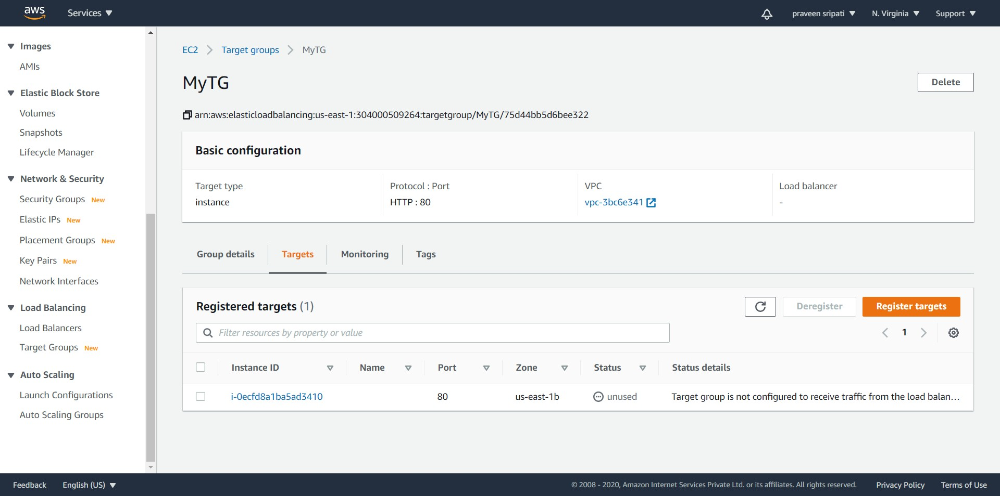 aws Services praveen sripati N. Virginia Support
Images
AMIs
Elastic Block Store
Volumes
Snapshots
Lifecycle Manager
Network & Security
Security Groups New
Elastic IPs New
Placement Groups New
Key Pairs New
Network Interfaces
Load Balancing
Load Balancers
Target Groups New
Auto Scaling
Launch Configurations
Auto Scaling Groups
EC2 Target groups MyTG
MyTG
Delete
arn:aws:elasticloadbalancing:us-east-1:304000509264:targetgroup/MyTG/75d44bb5d6bee322
Basic configuration
Target type Protocol : Port VPC Load balancer
instance HTTP : 80 vpc-3bc6e341 -
Group details Targets Monitoring Tags
Registered targets (1) Deregister Register targets
Filter resources by property or value 1
Instance ID Name Port Zone Status Status details
i-0ecfd8a1ba5ad3410 80 us-east-1b unused Target group is not configured to receive traffic from the load balan...
Feedback English (US) © 2008 - 2020, Amazon Internet Services Private Ltd. or its affiliates. All rights reserved. Privacy Policy Terms of Use